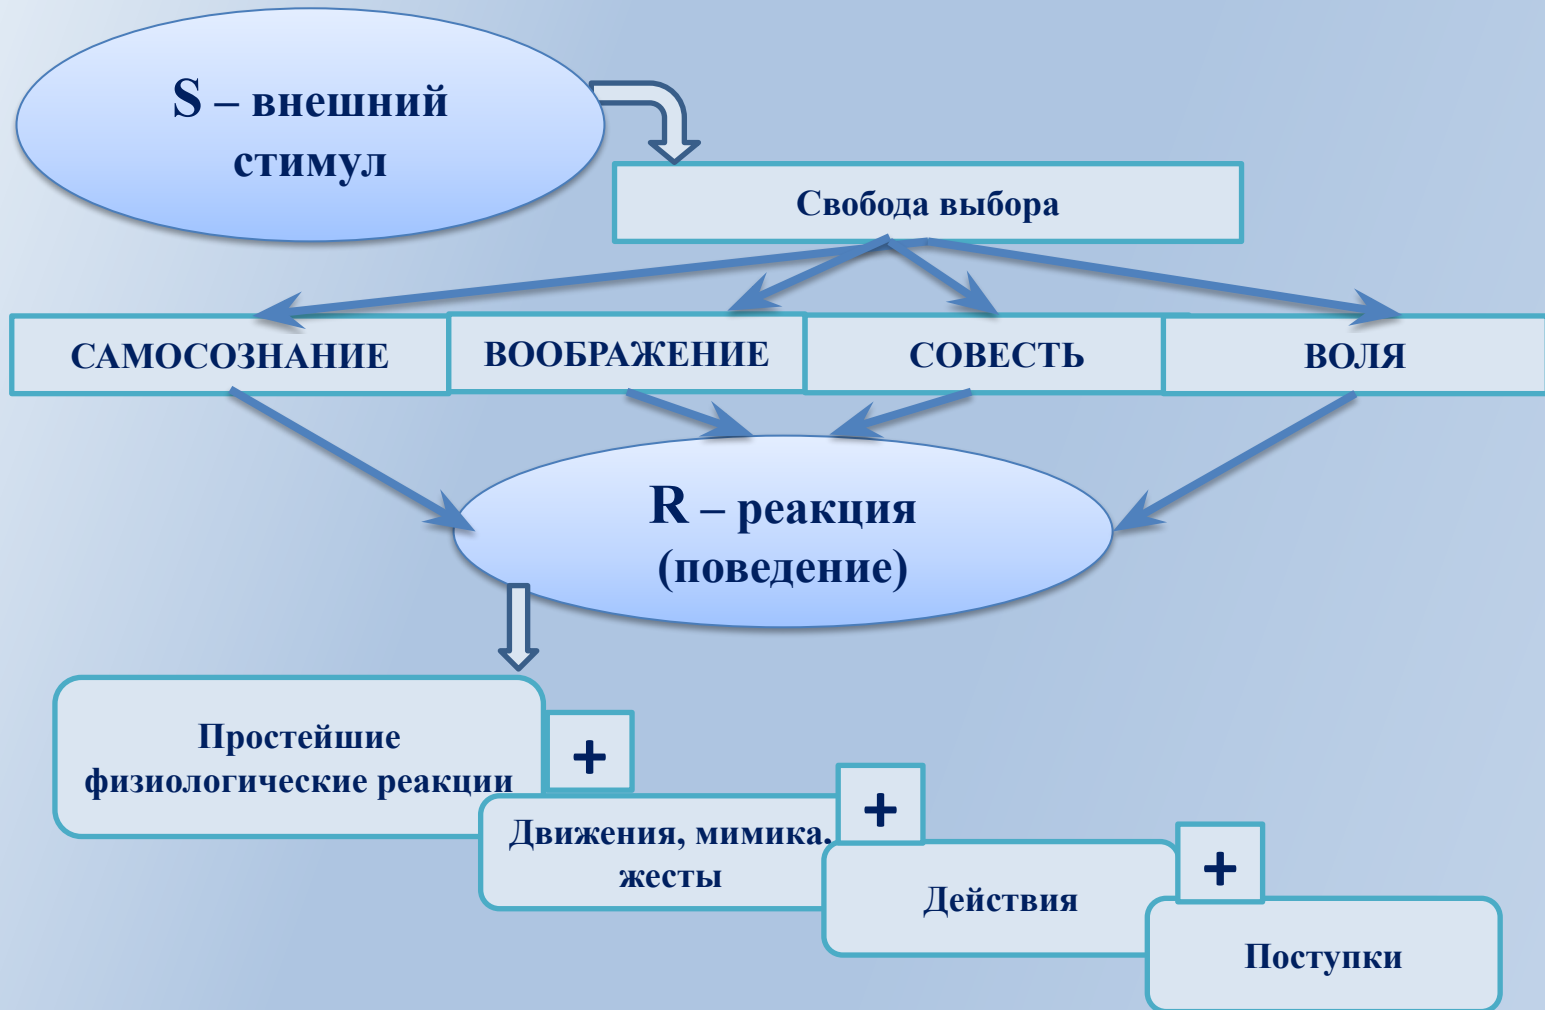 S – внешний
стимул
Свобода выбора
САМОСОЗНАНИЕ
ВООБРАЖЕНИЕ
СОВЕСТЬ
ВОЛЯ
R – реакция
(поведение)
Простейшие
физиологические реакции
+
Движения, мимика,
жесты
+
Действия
+
Поступки